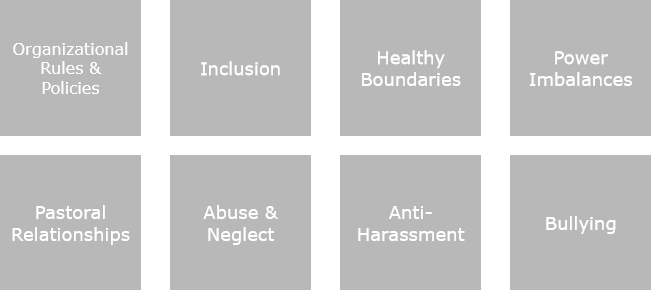 Organizational
Rules &
Policies
Inclusion
Healthy
Boundaries
Power
Imbalances
Pastoral
Relationships
Abuse &
Neglect
Anti-
Harassment
Bullying